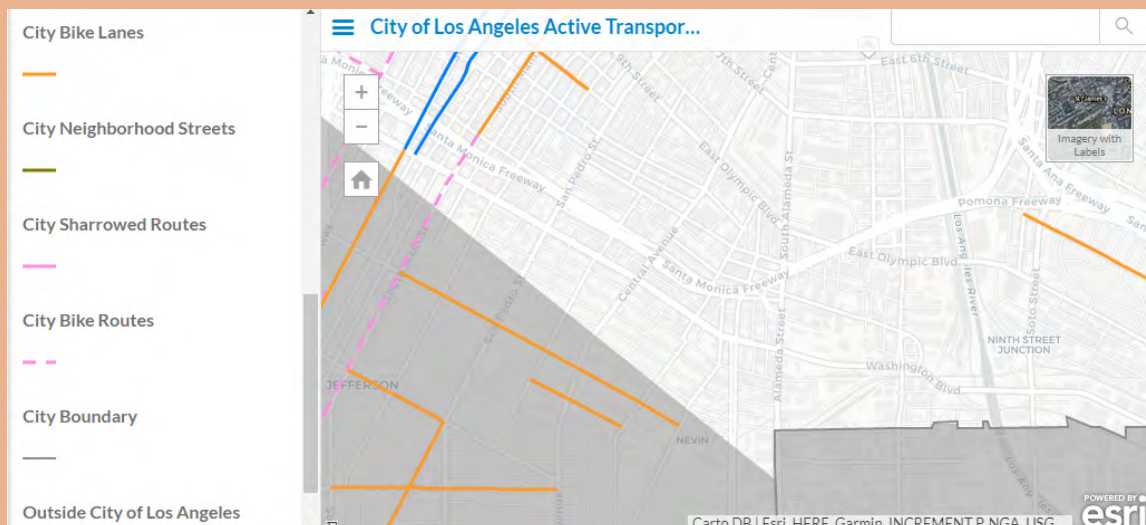 City Bike Lanes
City Neighborhood Streets
City Sharrowed Routes
City Bike Routes
City Boundary
Outside City of Los Angeles
City of Los Angeles Active Transpor...
+
−
Imagery with
Labels
East 6th Street
7th Street
9th Street
Santa Monica Freeway
San Pedro St
East Olympic Blvd
South Alameda St
Santa Ana Freeway
Pomona Freeway
Los Angeles River
East Olympic Blvd
Soto Street
Central Avenue
Santa Monica Freeway
San Pedro St
NINTH STREET
JUNCTION
Alameda Street
Washington Blvd
JEFFERSON
NEVIN
POWERED BY
esri
Carto DB | Esri, HERE, Garmin, INCREMENT P, NGA, USG